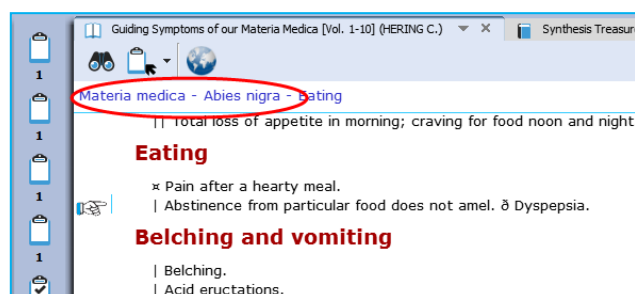 Guiding Symptoms of our Materia Medica [Vol. 1-10] (HERING C.)
Synthesis Treasure
1
Materia medica - Abies nigra - Eating
1
|| Total loss of appetite in morning; craving for food noon and night
Eating
1
¤ Pain after a hearty meal.
| Abstinence from particular food does not amel. ð Dyspepsia.
Belching and vomiting
1
| Belching.
| Acid eructations.